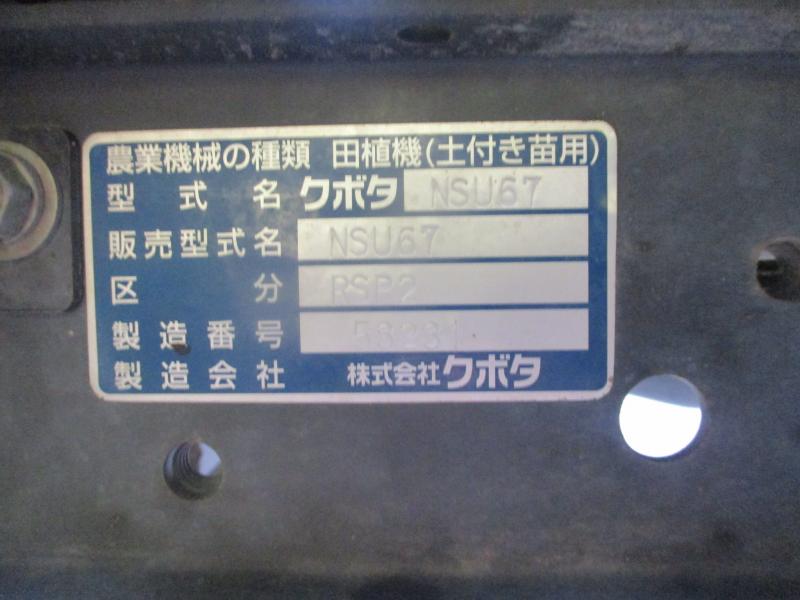 農業機械の種類 田植機(土付き苗用)
型式名 クボタ NSU67
販売型式名 NSU67
区分 RSP2
製造番号 58231
製造会社 株式会社クボタ